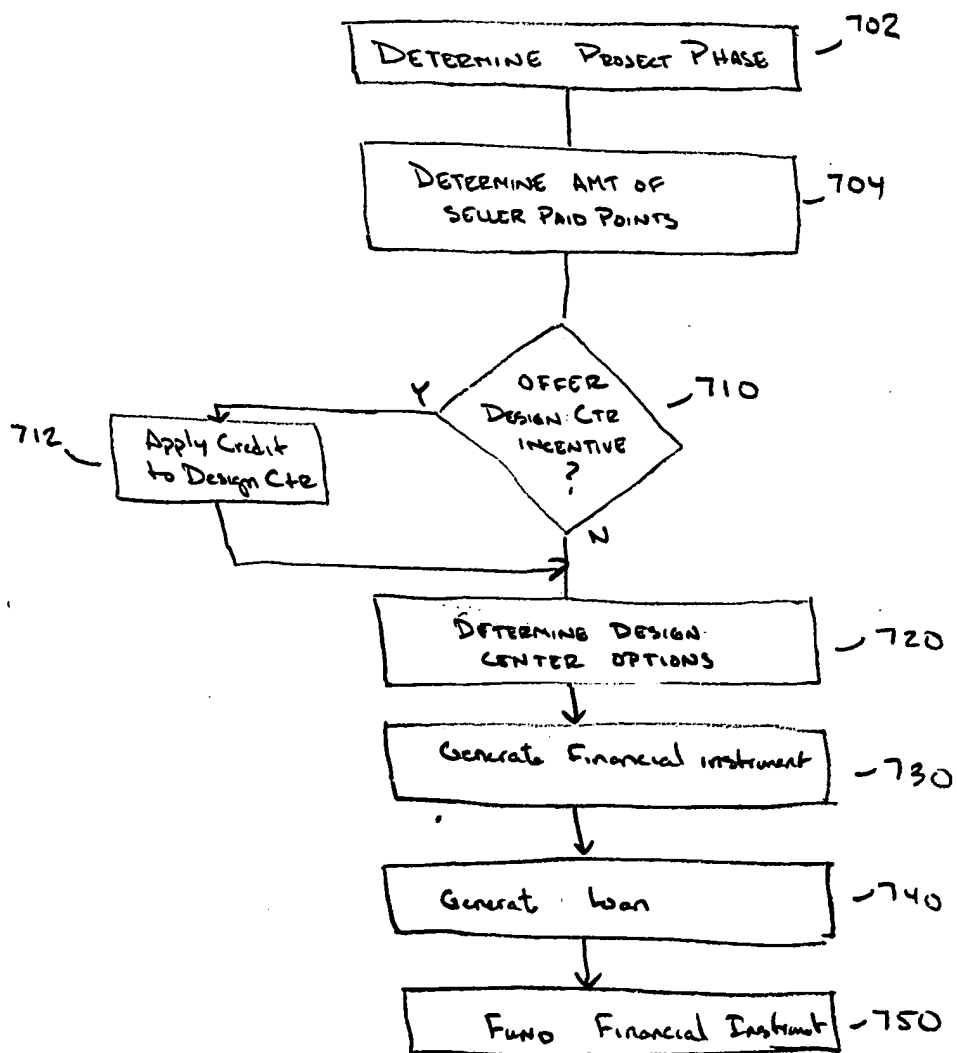 DETERMINE PROJECT PHASE
702
DETERMINE AMT OF
SELLER PAID POINTS
704
OFFER
DESIGN CTR
INCENTIVE
?
710
Y
N
712
Apply Credit
to Design CTR
DETERMINE DESIGN
CENTER OPTIONS
720
Generate Financial instrument
730
Generat Loan
740
FUND Financial Instrumt
750